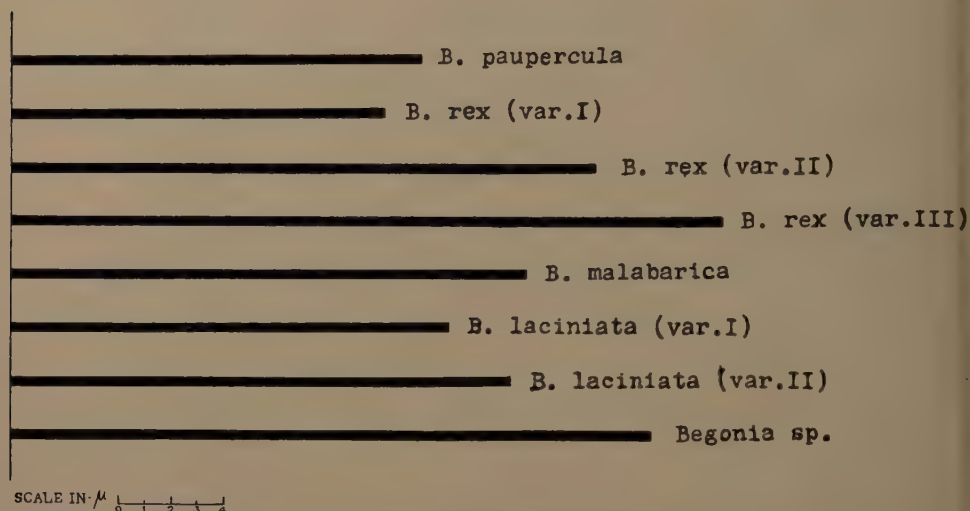 B. paupercula
B. rex (var.I)
B. rex (var.II)
B. rex (var.III)
B. malabarica
B. laciniata (var.I)
B. laciniata (var.II)
Begonia sp.
SCALE IN·μ
0 1 2 3 4